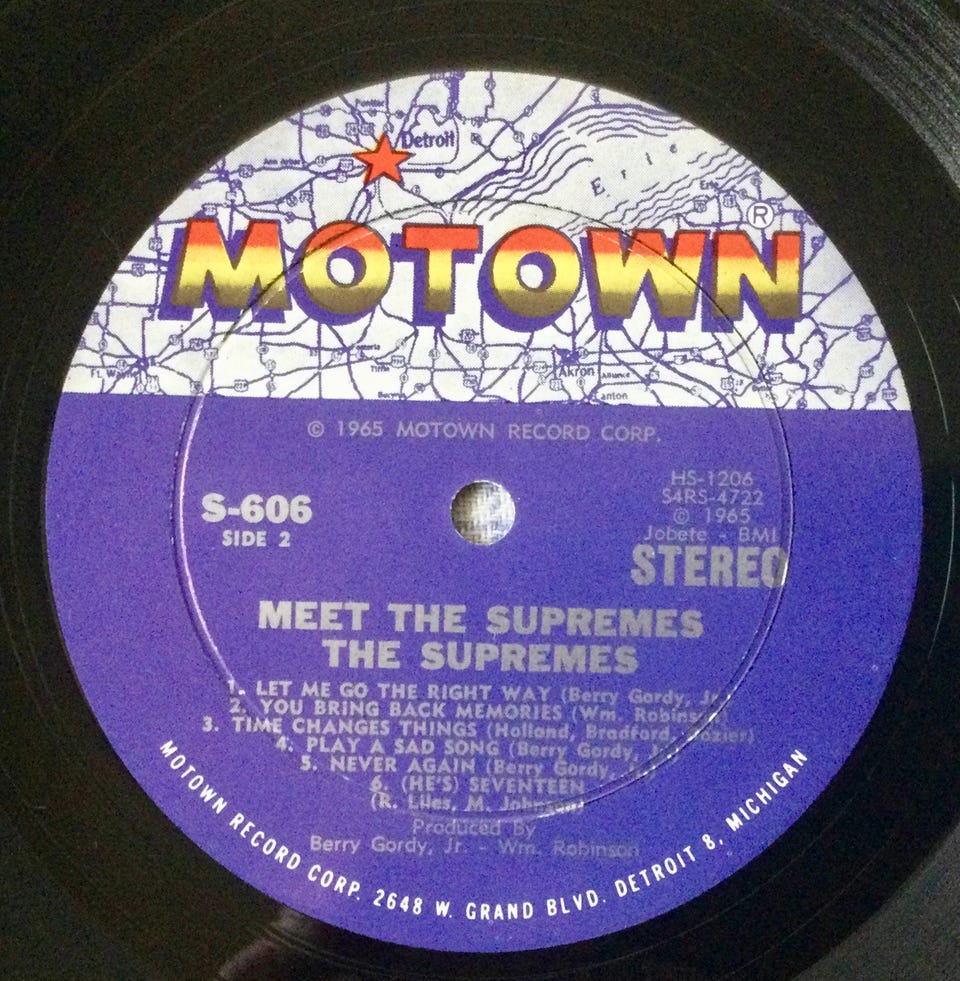 Detroit
Erie
Erie
MOTOWN®
Akron
© 1965 MOTOWN RECORD CORP.
S-606
SIDE 2
HS-1206
S4RS-4722
© 1965
Jobete - BMI
STEREO
MEET THE SUPREMES
THE SUPREMES
1. LET ME GO THE RIGHT WAY (Berry Gordy, Jr.)
2. YOU BRING BACK MEMORIES (Wm. Robinson)
3. TIME CHANGES THINGS (Holland, Bradford, Dozier)
4. PLAY A SAD SONG (Berry Gordy, Jr.)
5. NEVER AGAIN (Berry Gordy, Jr.)
6. (HE'S) SEVENTEEN
(R. Liles, M. Johnson)
Produced By
Berry Gordy, Jr. - Wm. Robinson
MOTOWN RECORD CORP. 2648 W. GRAND BLVD. DETROIT 8, MICHIGAN